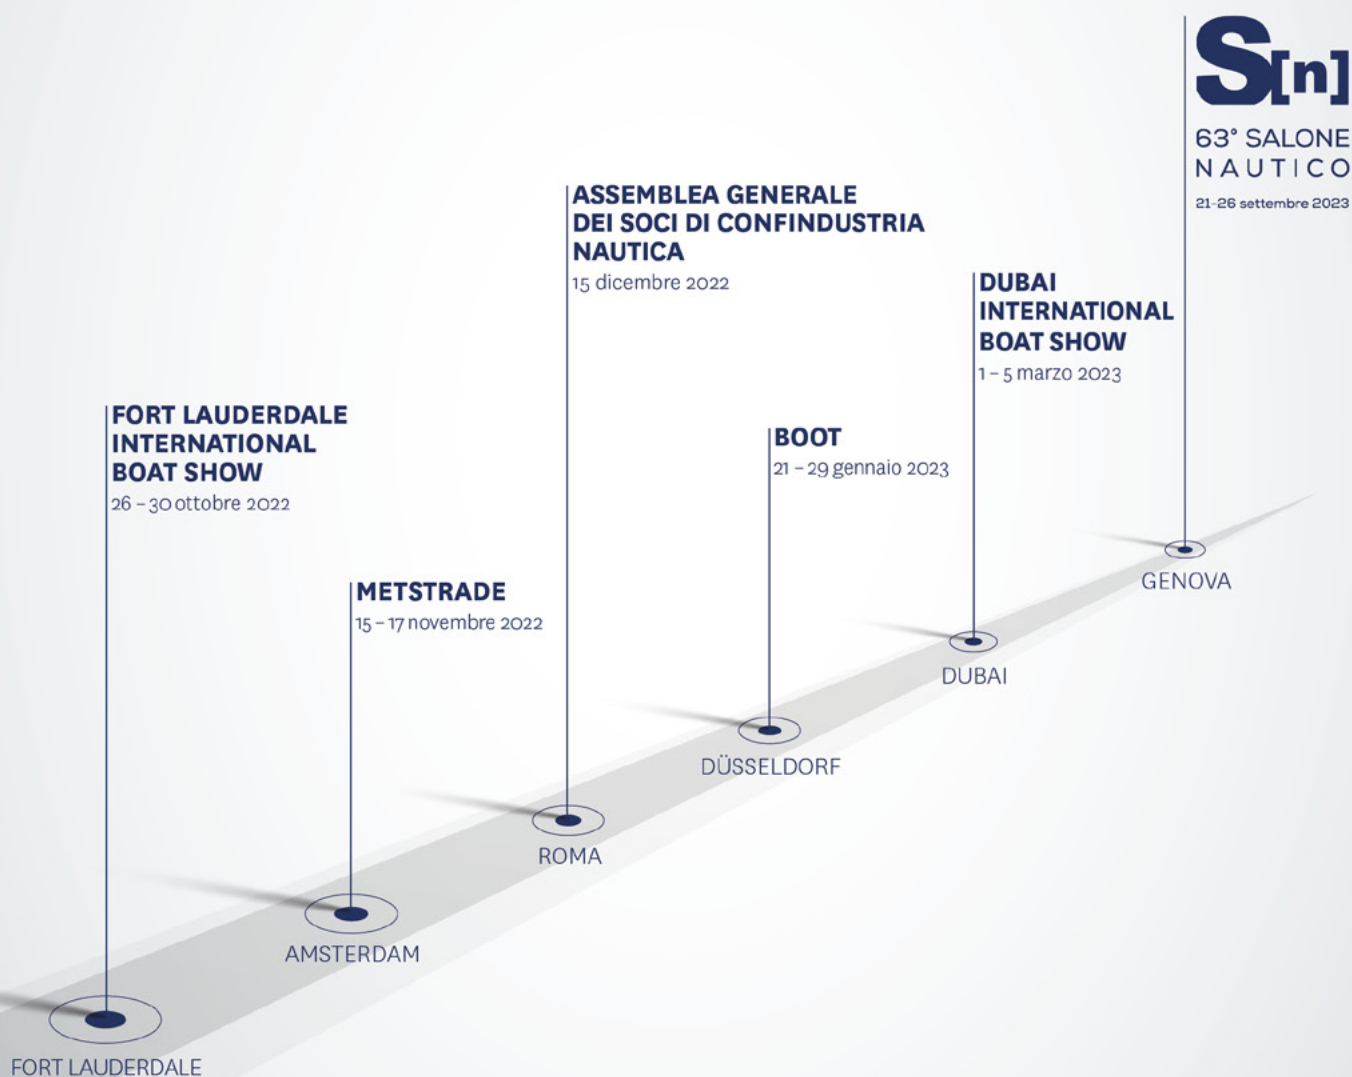 FORT LAUDERDALE
INTERNATIONAL
BOAT SHOW
26 – 30 ottobre 2022
FORT LAUDERDALE
METSTRADE
15 – 17 novembre 2022
AMSTERDAM
ASSEMBLEA GENERALE
DEI SOCI DI CONFINDUSTRIA
NAUTICA
15 dicembre 2022
ROMA
BOOT
21 – 29 gennaio 2023
DÜSSELDORF
DUBAI
INTERNATIONAL
BOAT SHOW
1 – 5 marzo 2023
DUBAI
S[n]
63° SALONE
NAUTICO
21-26 settembre 2023
GENOVA